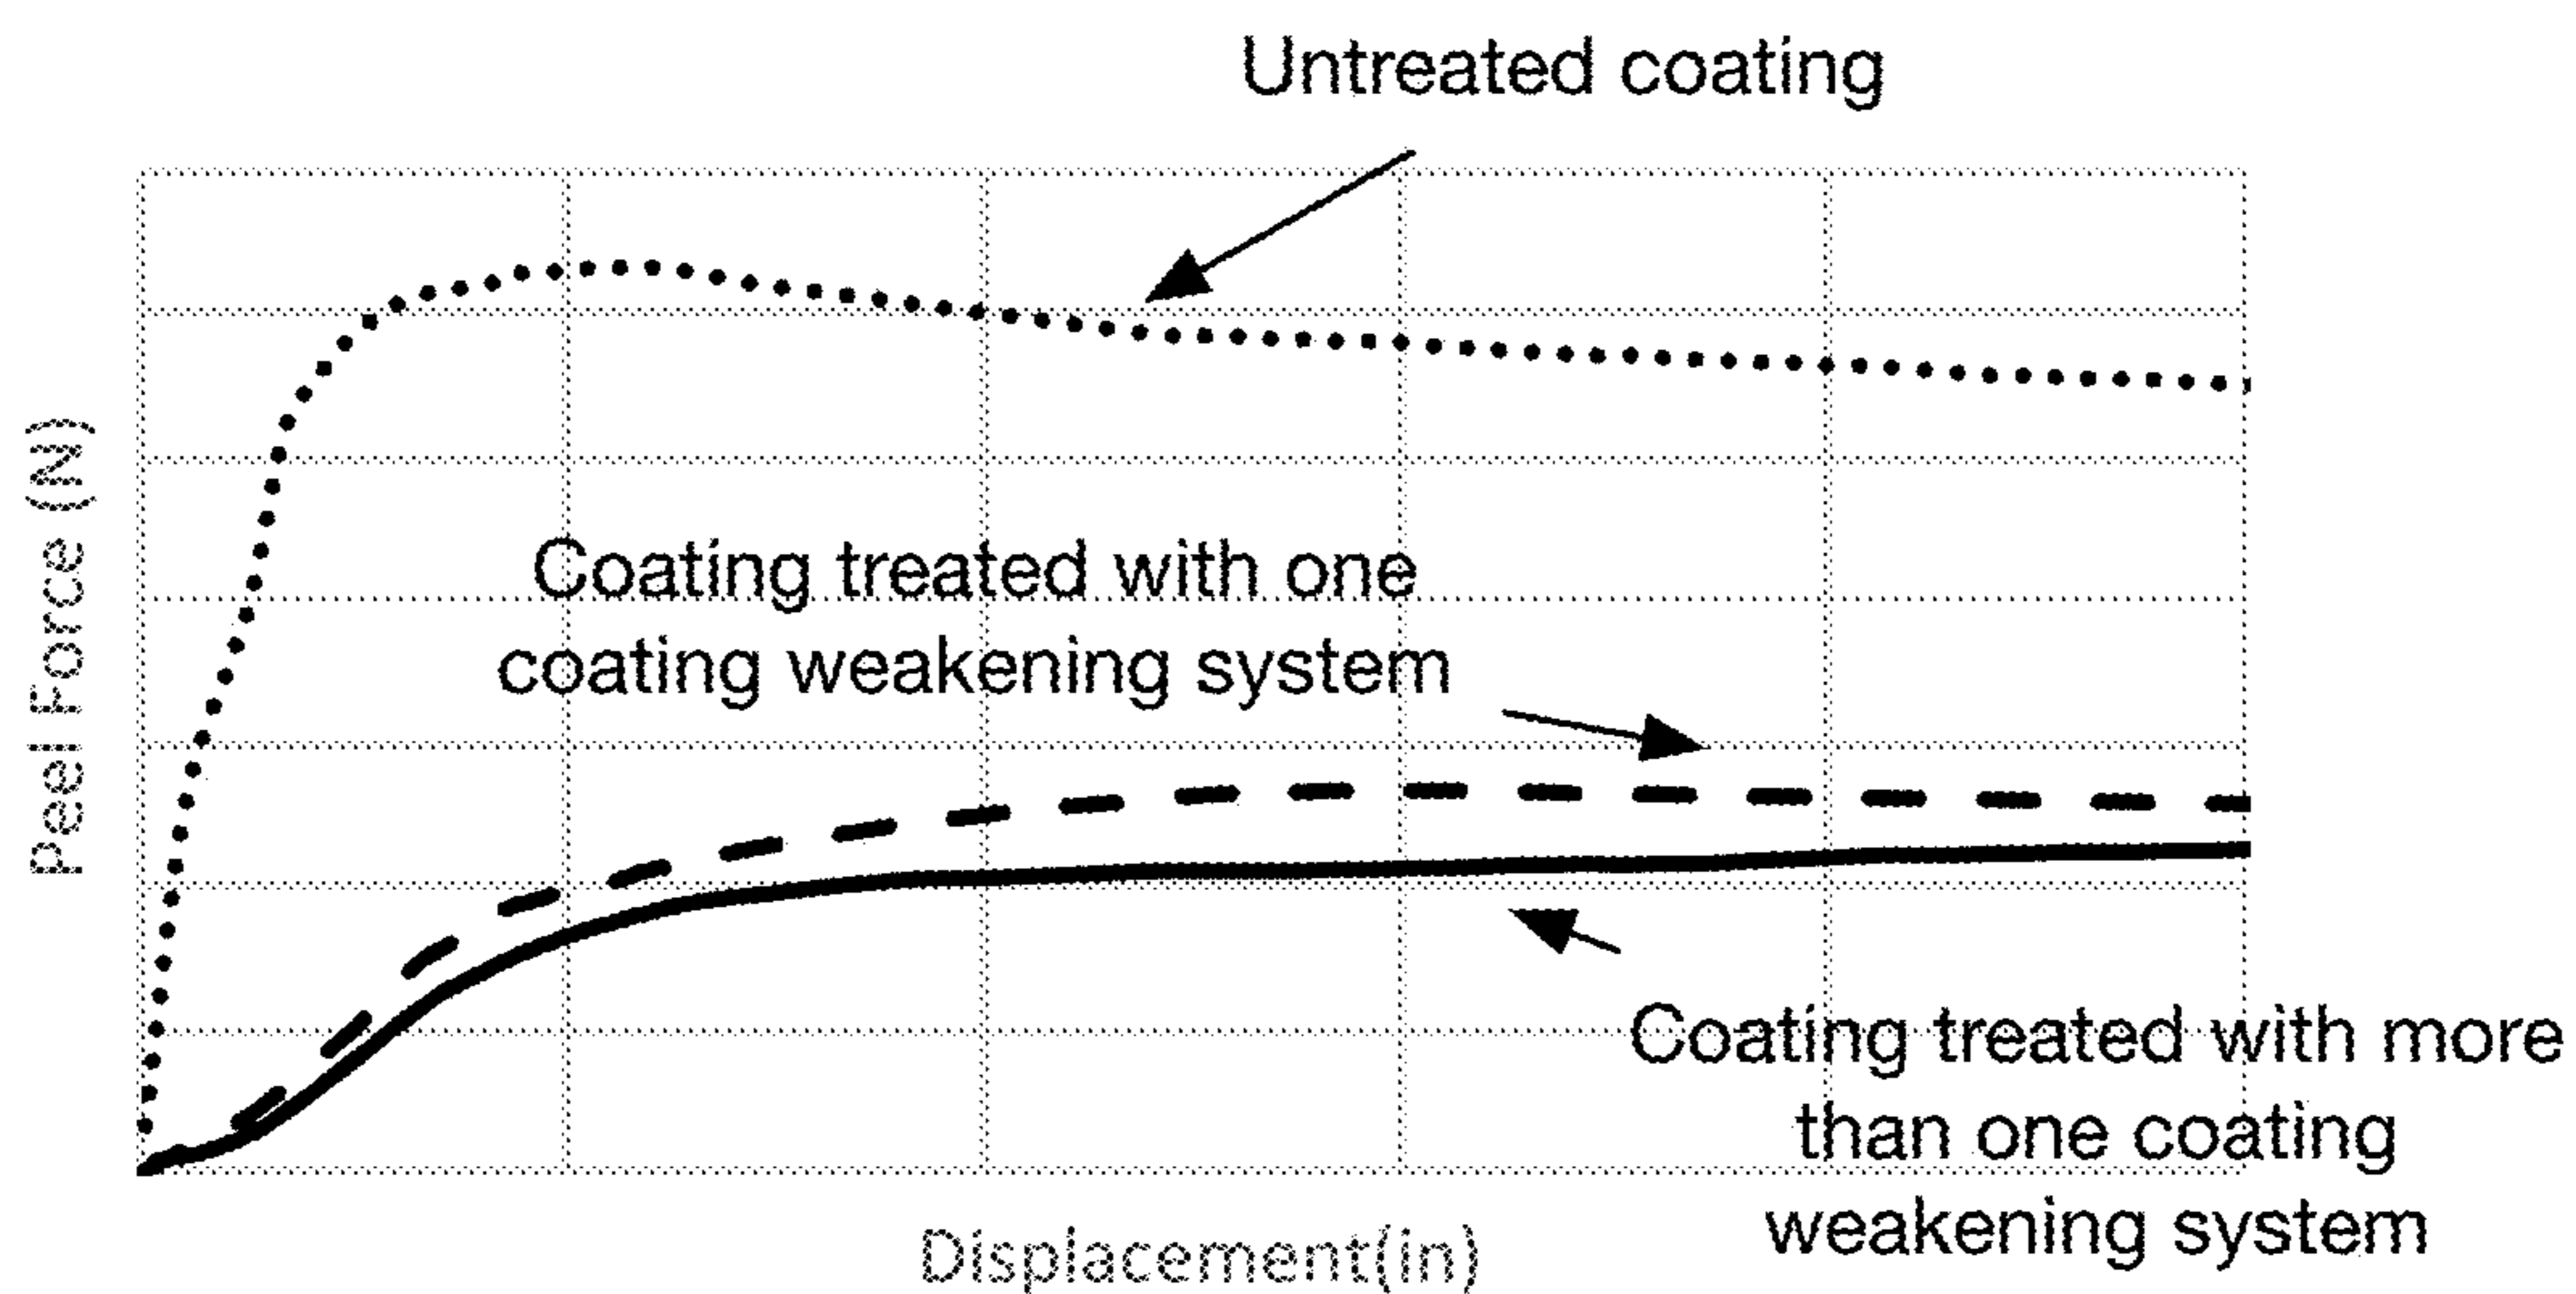 Untreated coating
Peel Force (N)
Coating treated with one
coating weakening system
Coating treated with more
than one coating
weakening system
Displacement(in)